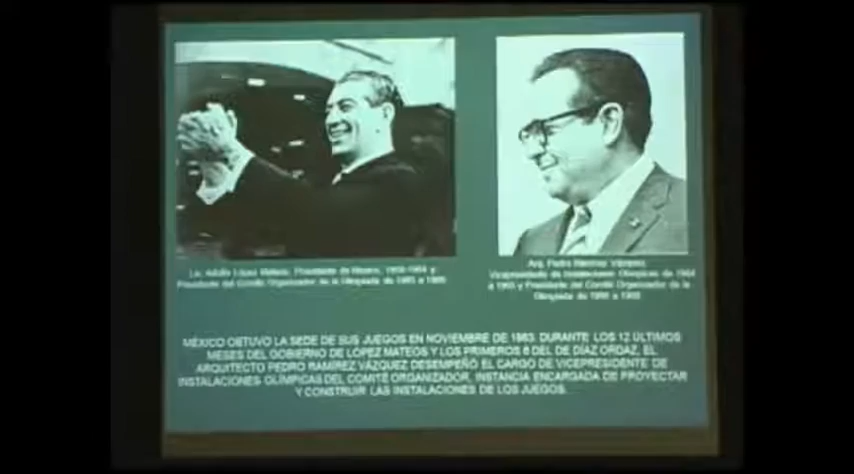 Lic. Adolfo López Mateos, Presidente de México, 1958-1964 y
Presidente del Comité Organizador de la Olimpiada de 1965 a 1966
Arq. Pedro Ramírez Vázquez,
Vicepresidente de Instalaciones Olímpicas de 1964
a 1965 y Presidente del Comité Organizador de la
Olimpiada de 1966 a 1968
MÉXICO OBTUVO LA SEDE DE SUS JUEGOS EN NOVIEMBRE DE 1963. DURANTE LOS 12 ÚLTIMOS
MESES DEL GOBIERNO DE LÓPEZ MATEOS Y LOS PRIMEROS 8 DEL DE DÍAZ ORDAZ, EL
ARQUITECTO PEDRO RAMÍREZ VÁZQUEZ DESEMPEÑÓ EL CARGO DE VICEPRESIDENTE DE
INSTALACIONES OLÍMPICAS DEL COMITÉ ORGANIZADOR, INSTANCIA ENCARGADA DE PROYECTAR
Y CONSTRUIR LAS INSTALACIONES DE LOS JUEGOS.